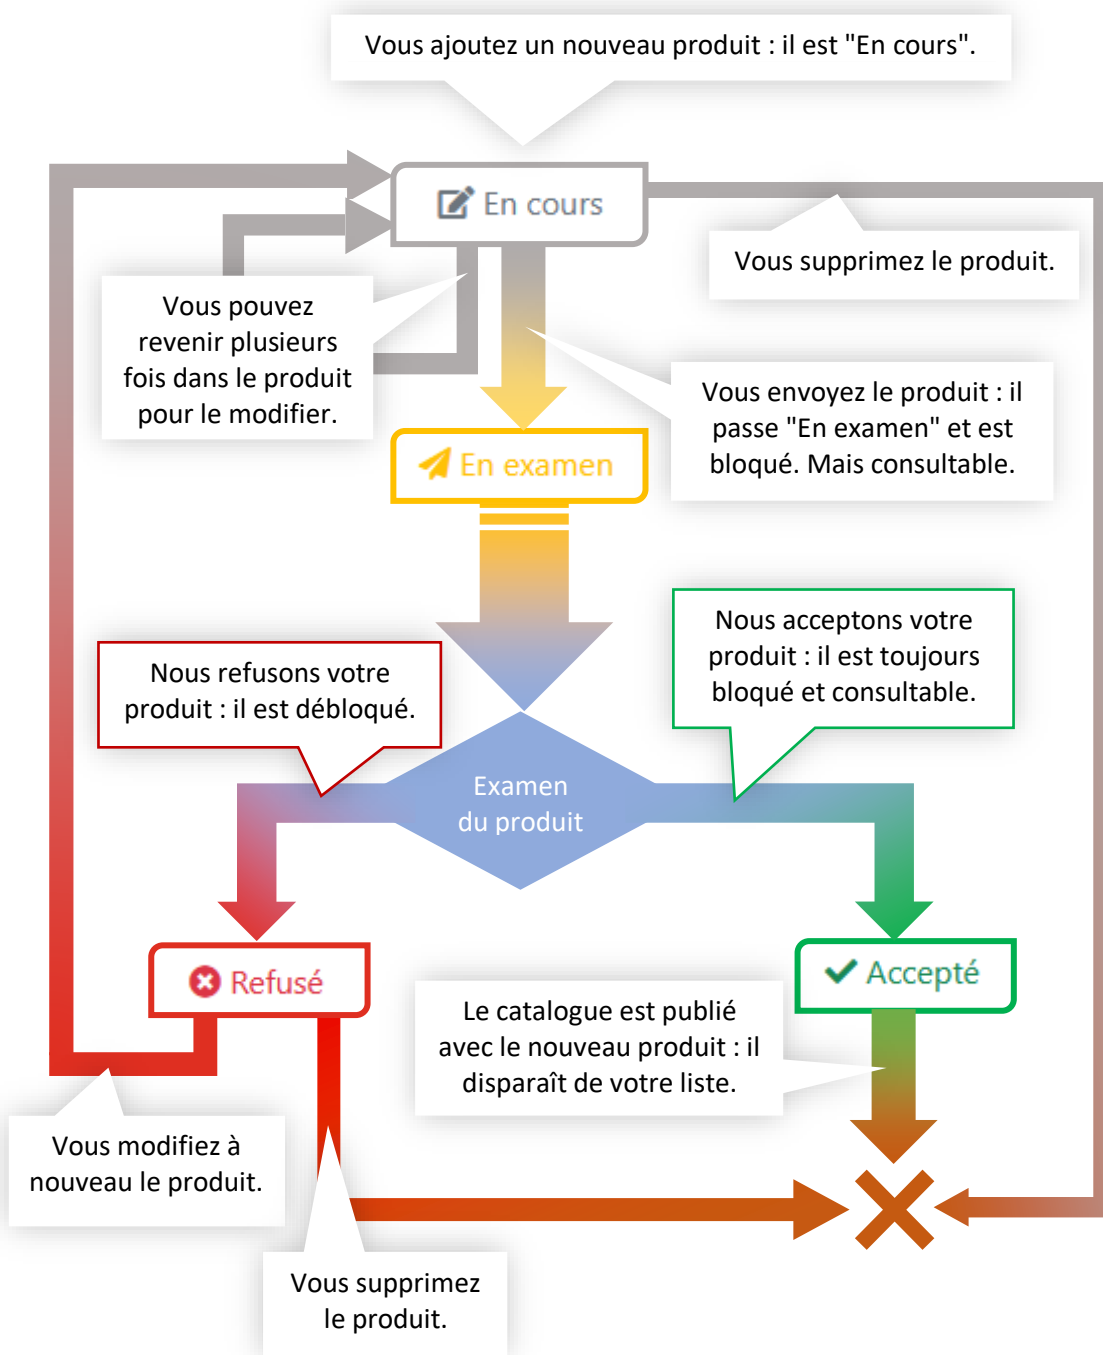 Vous ajoutez un nouveau produit : il est "En cours".
En cours
Vous supprimez le produit.
Vous pouvez
revenir plusieurs
fois dans le produit
pour le modifier.
Vous envoyez le produit : il
passe "En examen" et est
bloqué. Mais consultable.
En examen
Nous acceptons votre
produit : il est toujours
bloqué et consultable.
Nous refusons votre
produit : il est débloqué.
Examen
du produit
Refusé
Accepté
Le catalogue est publié
avec le nouveau produit : il
disparaît de votre liste.
Vous modifiez à
nouveau le produit.
Vous supprimez
le produit.